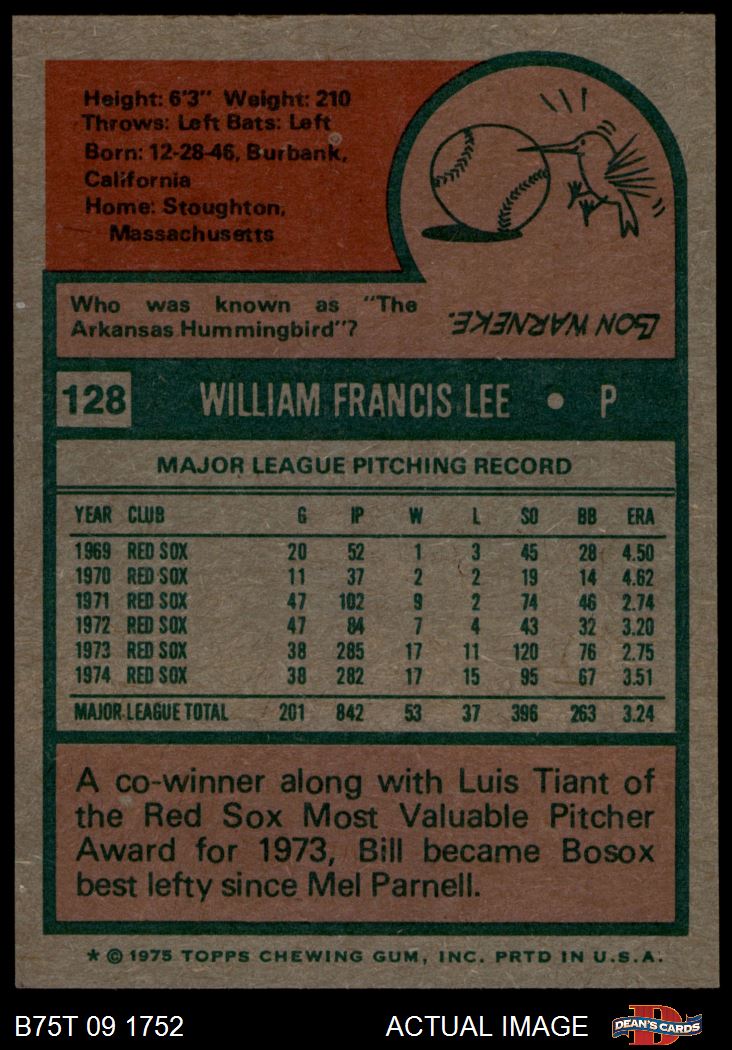 Height: 6'3" Weight: 210
Throws: Left Bats: Left
Born: 12-28-46, Burbank,
California
Home: Stoughton,
Massachusetts
Who was known as "The
Arkansas Hummingbird"?
LON WARNEKE.
128 WILLIAM FRANCIS LEE • P
MAJOR LEAGUE PITCHING RECORD
YEAR CLUB G IP W L SO BB ERA
1969 RED SOX 20 52 1 3 45 28 4.50
1970 RED SOX 11 37 2 2 19 14 4.62
1971 RED SOX 47 102 9 2 74 46 2.74
1972 RED SOX 47 84 7 4 43 32 3.20
1973 RED SOX 38 285 17 11 120 76 2.75
1974 RED SOX 38 282 17 15 95 67 3.51
MAJOR LEAGUE TOTAL 201 842 53 37 396 263 3.24
A co-winner along with Luis Tiant of
the Red Sox Most Valuable Pitcher
Award for 1973, Bill became Bosox
best lefty since Mel Parnell.
* © 1975 TOPPS CHEWING GUM, INC. PRTD IN U.S.A.
B75T 09 1752 ACTUAL IMAGE D DEAN'S CARDS